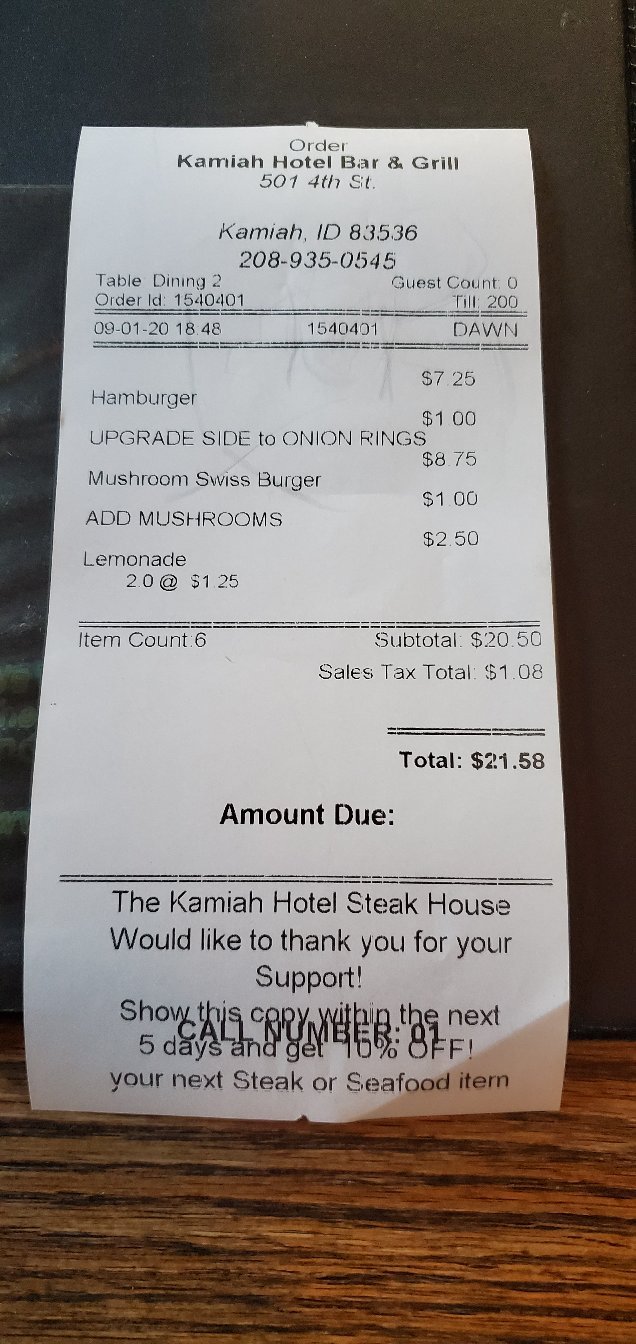 Order
Kamiah Hotel Bar & Grill
501 4th St.
Kamiah, ID 83536
208-935-0545
Table: Dining 2 Guest Count: 0
Order Id: 1540401 Till: 200
09-01-20 18:48 1540401 DAWN
$7.25
Hamburger
$1.00
UPGRADE SIDE to ONION RINGS
$8.75
Mushroom Swiss Burger
$1.00
ADD MUSHROOMS
$2.50
Lemonade
2.0 @ $1.25
Item Count:6 Subtotal: $20.50
Sales Tax Total: $1.08
Total: $21.58
Amount Due:
The Kamiah Hotel Steak House
Would like to thank you for your
Support!
Show this copy within the next
CALL NUMBER: 01
5 days and get 10% OFF!
your next Steak or Seafood item